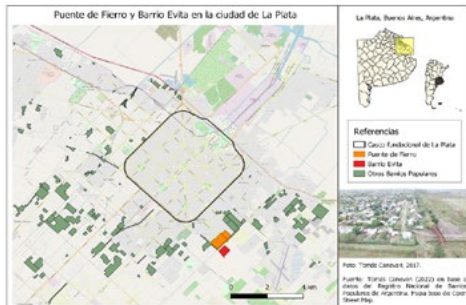 Puente de Fierro y Barrio Evita en la ciudad de La Plata
La Plata, Buenos Aires, Argentina
Referencias
Casco fundacional de La Plata
Puente de Fierro
Barrio Evita
Otros Barrios Populares
Foto: Tomás Canevari, 2017.
Fuente: Tomás Canevari (2022) en base a
datos del Registro Nacional de Barrios
Populares de Argentina. Mapa base de Open
Street Map.
0 2 4 km